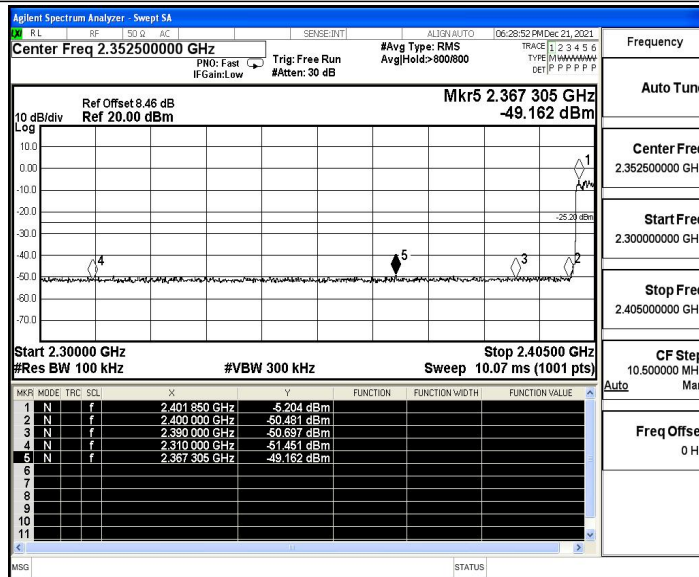 Agilent Spectrum Analyzer - Swept SA
RL RF 50 Ω AC SENSE:INT ALIGN AUTO 06:28:52 PM Dec 21, 2021
Center Freq 2.352500000 GHz #Avg Type: RMS TRACE 1 2 3 4 5 6
PNO: Fast Trig: Free Run Avg|Hold:>800/800 TYPE M
IFGain:Low #Atten: 30 dB DET P P P P P P
Mkr5 2.367 305 GHz
Ref Offset 8.46 dB
10 dB/div Ref 20.00 dBm -49.162 dBm
Log
10.0
0.00
-10.0
-20.0
-30.0
-40.0
-50.0
-60.0
-70.0
1
-25.20 dBm
4
5
3
2
Start 2.30000 GHz Stop 2.40500 GHz
#Res BW 100 kHz #VBW 300 kHz Sweep 10.07 ms (1001 pts)
MKR MODE TRC SCL X Y FUNCTION FUNCTION WIDTH FUNCTION VALUE
1 N f 2.401 850 GHz -5.204 dBm
2 N f 2.400 000 GHz -50.481 dBm
3 N f 2.390 000 GHz -50.697 dBm
4 N f 2.310 000 GHz -51.451 dBm
5 N f 2.367 305 GHz -49.162 dBm
6
7
8
9
10
11
MSG STATUS
Frequency
Auto Tune
Center Freq
2.352500000 GH
Start Freq
2.300000000 GH
Stop Freq
2.405000000 GH
CF Step
10.500000 MH
Auto Man
Freq Offse
0 H